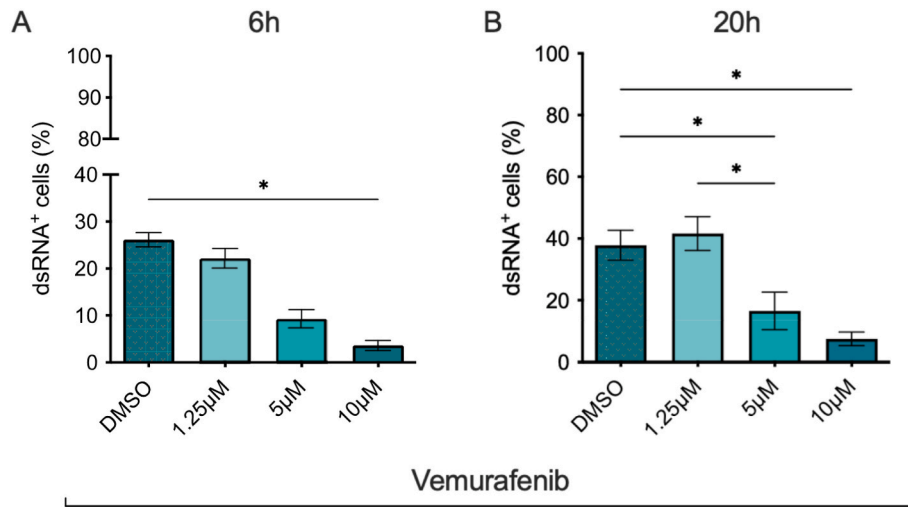 A
6h
dsRNA⁺ cells (%)
100
90
80
40
30
20
10
0
*
DMSO
1.25µM
5µM
10µM
B
20h
dsRNA⁺ cells (%)
100
80
60
40
20
0
*
*
*
DMSO
1.25µM
5µM
10µM
Vemurafenib